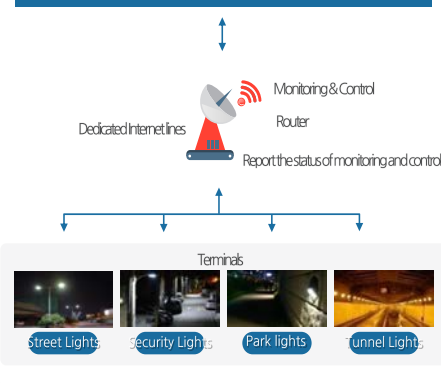 Monitoring & Control
Dedicated Internet lines
Router
Report the status of monitoring and control
Terminals
Street Lights
Security Lights
Park lights
Tunnel Lights